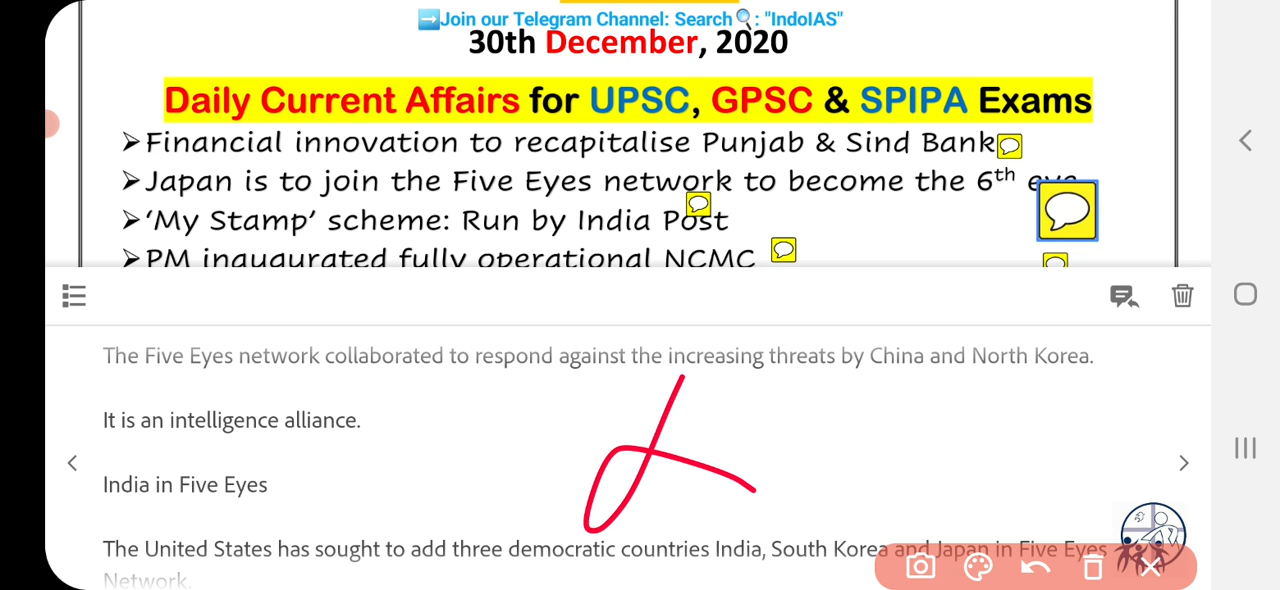 ➡Join our Telegram Channel: Search🔍: "IndoIAS"
30th December, 2020
Daily Current Affairs for UPSC, GPSC & SPIPA Exams
➢Financial innovation to recapitalise Punjab & Sind Bank
➢Japan is to join the Five Eyes network to become the 6th eye
➢‘My Stamp’ scheme: Run by India Post
➢PM inaugurated fully operational NCMC
The Five Eyes network collaborated to respond against the increasing threats by China and North Korea.
It is an intelligence alliance.
India in Five Eyes
The United States has sought to add three democratic countries India, South Korea and Japan in Five Eyes
Network.